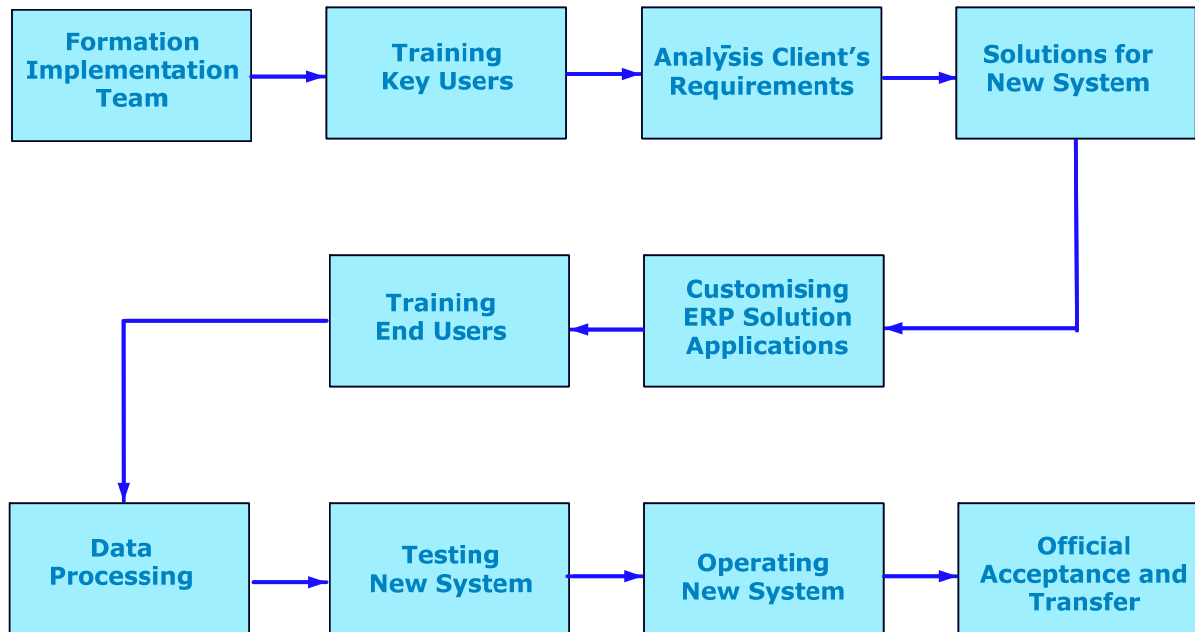 Formation
Implementation
Team
Training
Key Users
Analysis Client's
Requirements
Solutions for
New System
Customising
ERP Solution
Applications
Training
End Users
Data
Processing
Testing
New System
Operating
New System
Official
Acceptance and
Transfer